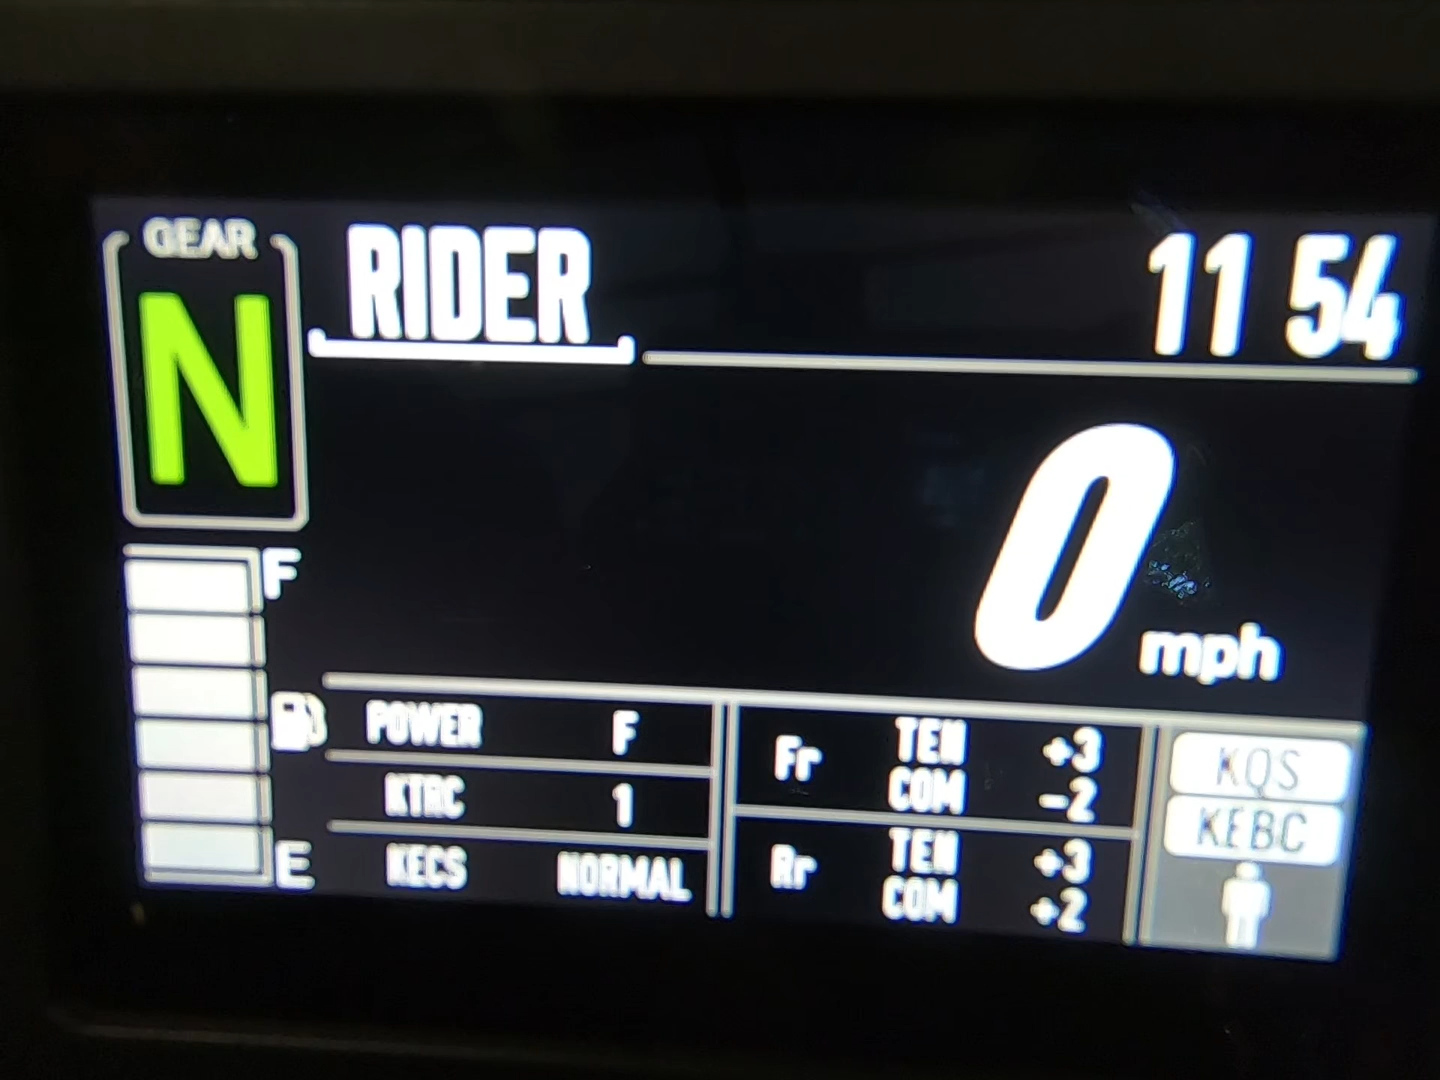 GEAR
RIDER
11 54
N
0
mph
F
E
POWER F
KTRC 1
KECS NORMAL
Fr TEN +3
COM -2
Rr TEN +3
COM +2
KQS
KEBC